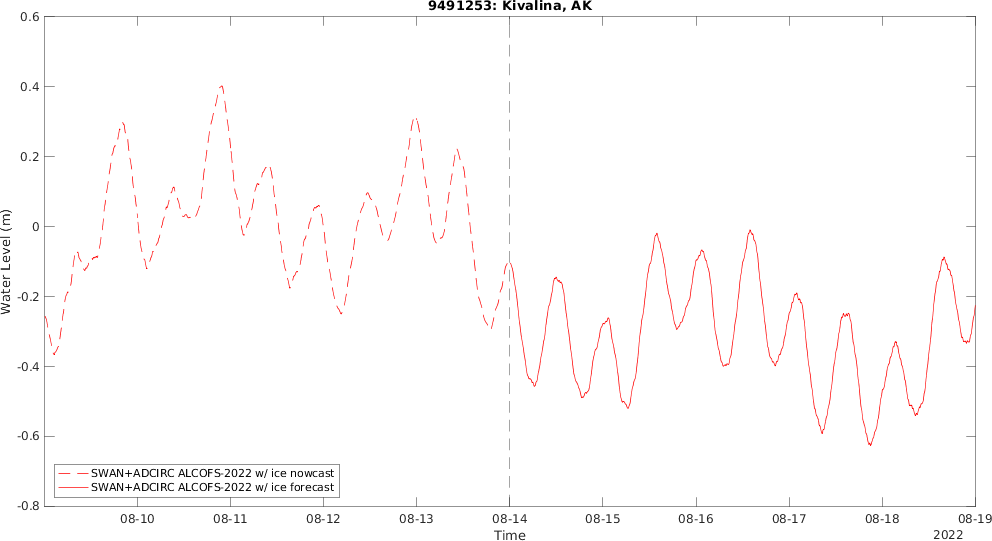 9491253: Kivalina, AK
0.6
0.4
0.2
0
-0.2
-0.4
-0.6
-0.8
Water Level (m)
SWAN+ADCIRC ALCOFS-2022 w/ ice nowcast
SWAN+ADCIRC ALCOFS-2022 w/ ice forecast
08-10 08-11 08-12 08-13 08-14 08-15 08-16 08-17 08-18 08-19
Time
2022